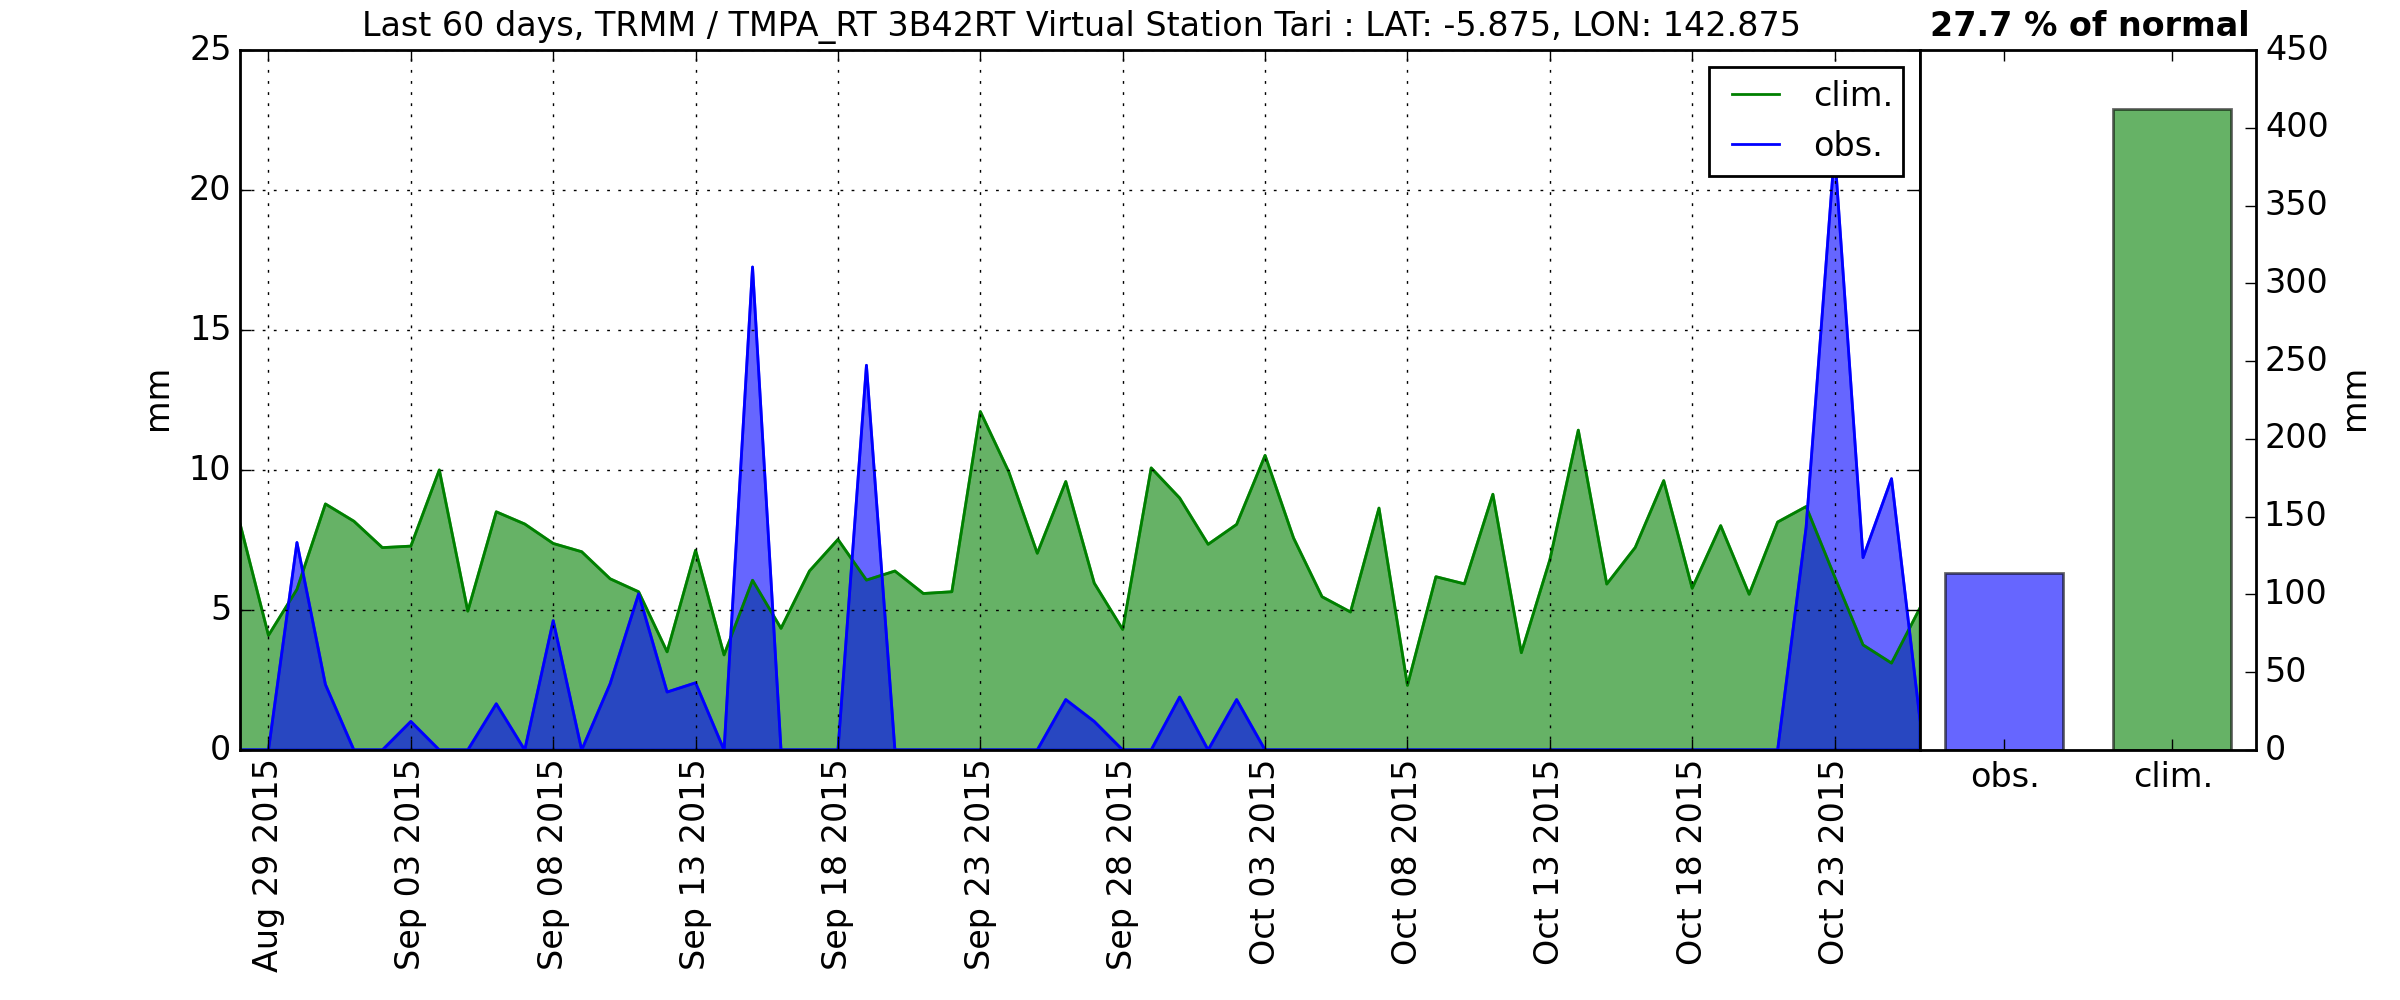 Last 60 days, TRMM / TMPA_RT 3B42RT Virtual Station Tari : LAT: -5.875, LON: 142.875
27.7 % of normal
25
20
15
10
5
0
mm
clim.
obs.
450
400
350
300
250
200
150
100
50
0
mm
Aug 29 2015
Sep 03 2015
Sep 08 2015
Sep 13 2015
Sep 18 2015
Sep 23 2015
Sep 28 2015
Oct 03 2015
Oct 08 2015
Oct 13 2015
Oct 18 2015
Oct 23 2015
obs.
clim.